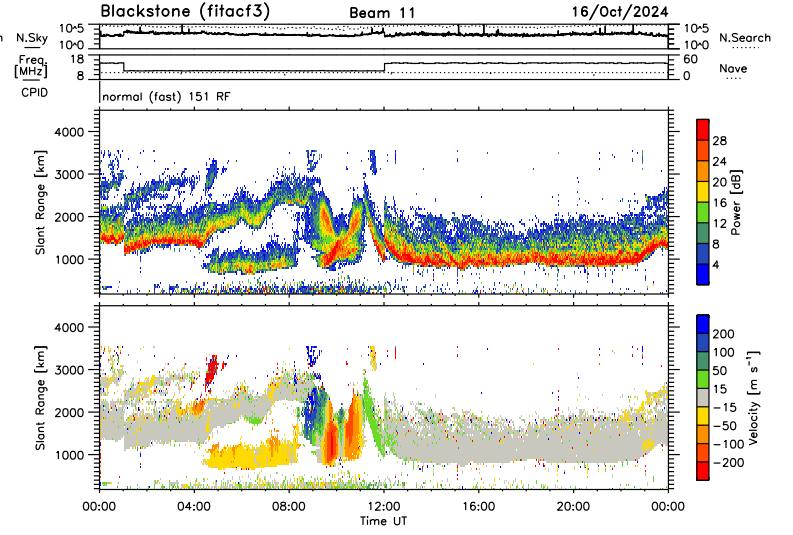 Blackstone (fitacf3)
Beam 11
16/Oct/2024
N.Sky
10^5
10^0
10^5
10^0
N.Search
Freq.
[MHz]
18
8
60
0
Nave
CPID
normal (fast) 151 RF
Slant Range [km]
4000
3000
2000
1000
28
24
20
16
12
8
4
Power [dB]
Slant Range [km]
4000
3000
2000
1000
200
100
50
15
-15
-50
-100
-200
Velocity [m s⁻¹]
00:00 04:00 08:00 12:00 16:00 20:00 00:00
Time UT